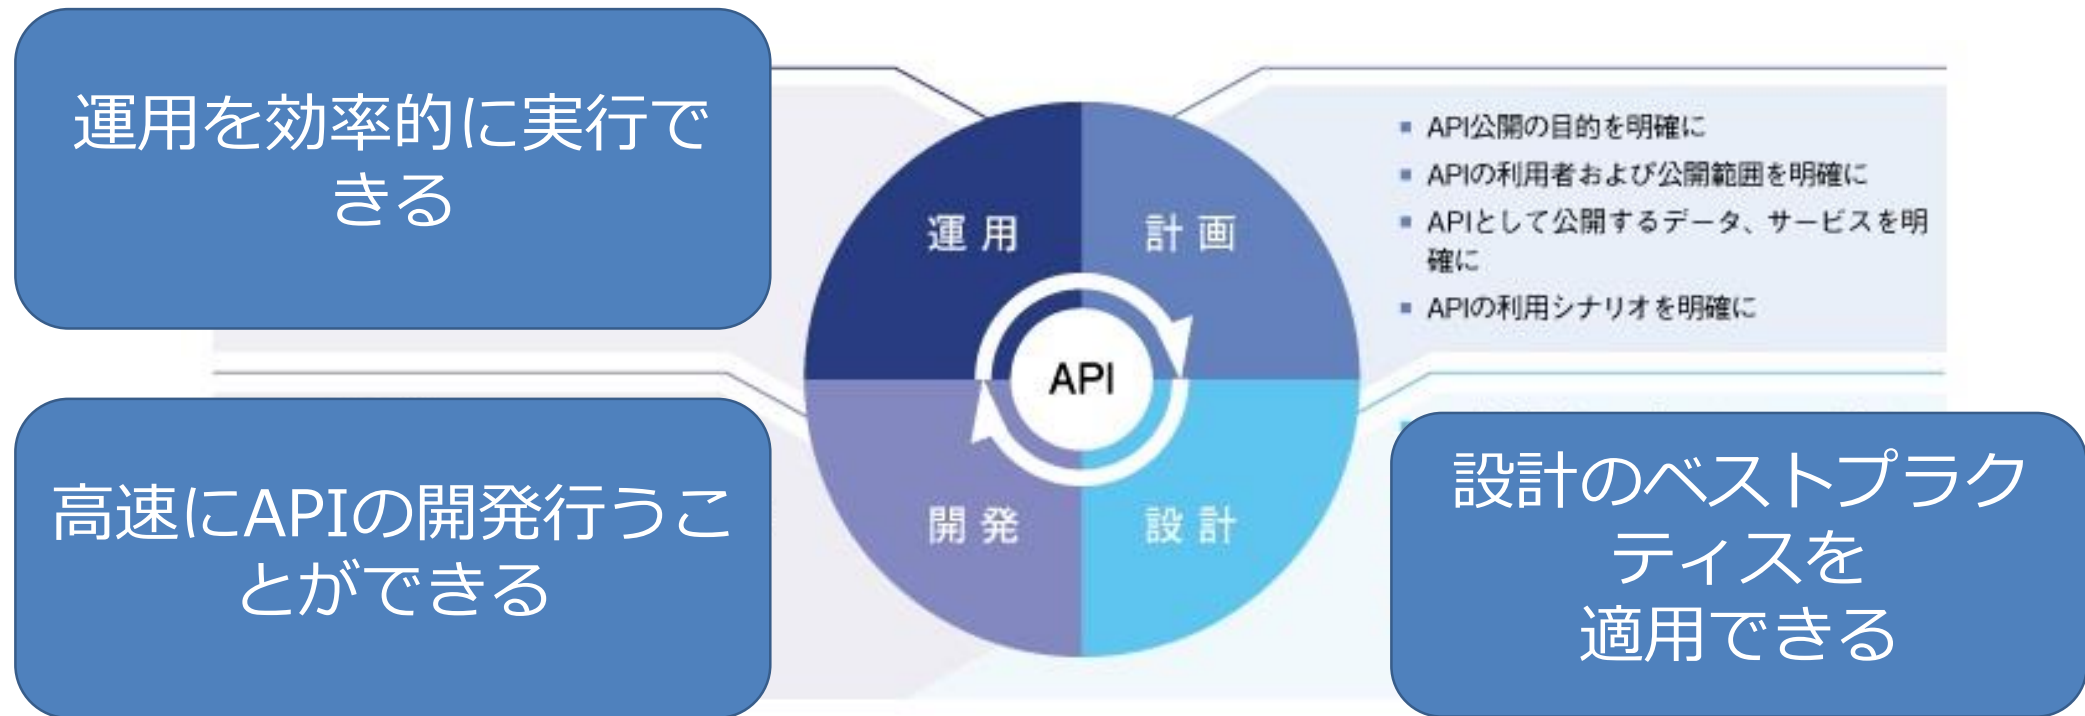 運用を効率的に実行で
きる
運用
計画
API公開の目的を明確に
APIの利用者および公開範囲を明確に
APIとして公開するデータ、サービスを明
確に
APIの利用シナリオを明確に
API
高速にAPIの開発行うこ
とができる
開発
設計
設計のベストプラク
ティスを
適用できる